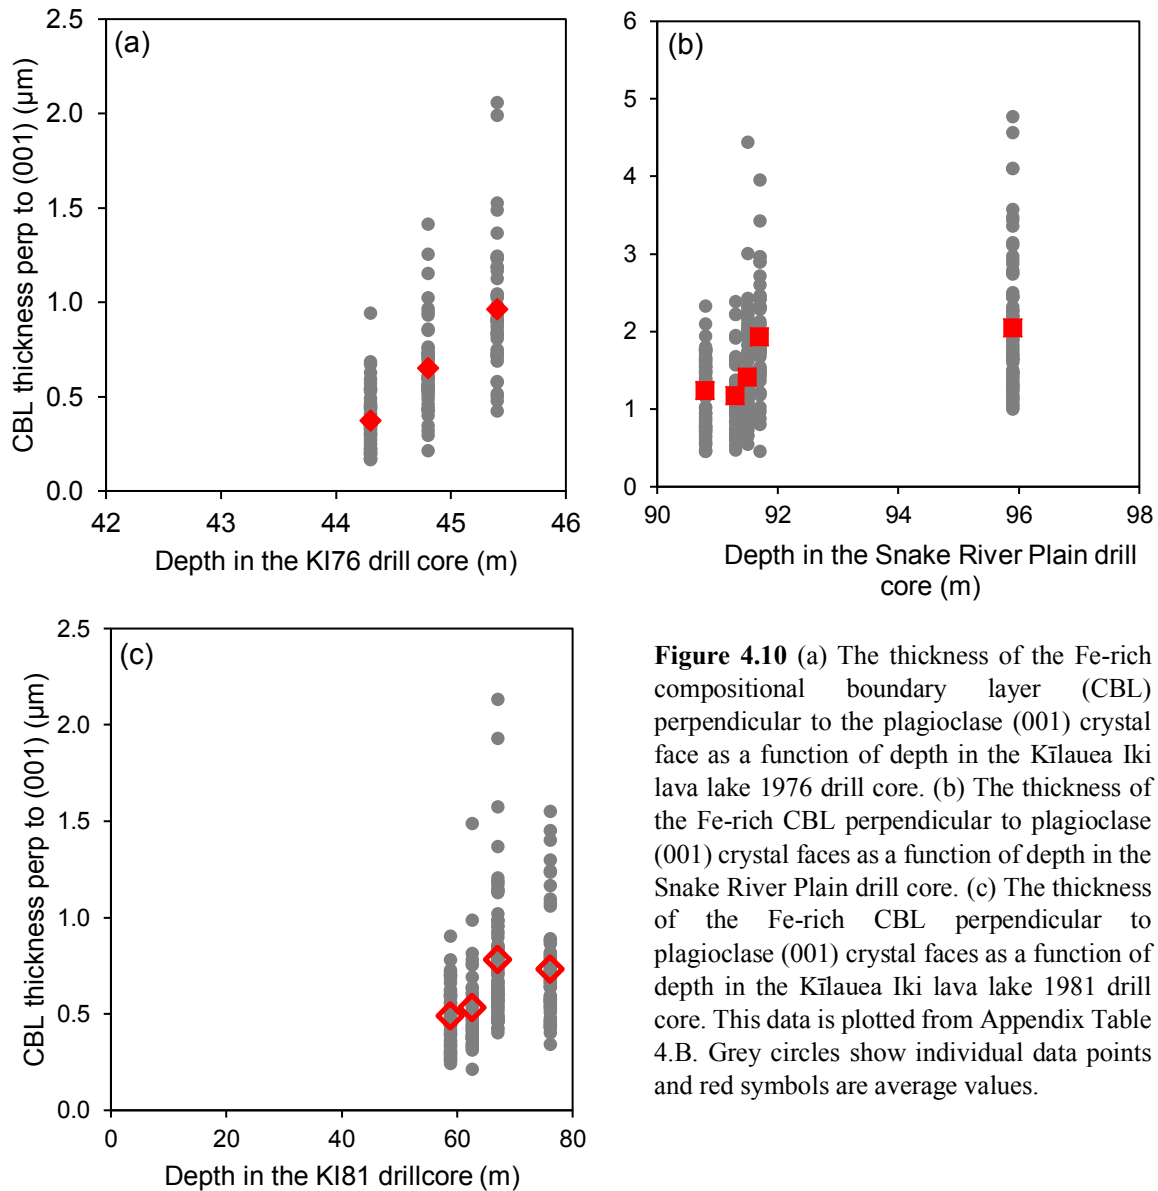 (a)
2.5
2.0
1.5
1.0
0.5
0.0
CBL thickness perp to (001) (µm)
42
43
44
45
46
Depth in the KI76 drill core (m)
(b)
6
5
4
3
2
1
0
90
92
94
96
98
Depth in the Snake River Plain drill
core (m)
(c)
2.5
2.0
1.5
1.0
0.5
0.0
CBL thickness perp to (001) (µm)
0
20
40
60
80
Depth in the KI81 drillcore (m)
Figure 4.10 (a) The thickness of the Fe-rich
compositional boundary layer (CBL)
perpendicular to the plagioclase (001) crystal
face as a function of depth in the Kīlauea Iki
lava lake 1976 drill core. (b) The thickness of
the Fe-rich CBL perpendicular to plagioclase
(001) crystal faces as a function of depth in the
Snake River Plain drill core. (c) The thickness
of the Fe-rich CBL perpendicular to
plagioclase (001) crystal faces as a function of
depth in the Kīlauea Iki lava lake 1981 drill
core. This data is plotted from Appendix Table
4.B. Grey circles show individual data points
and red symbols are average values.